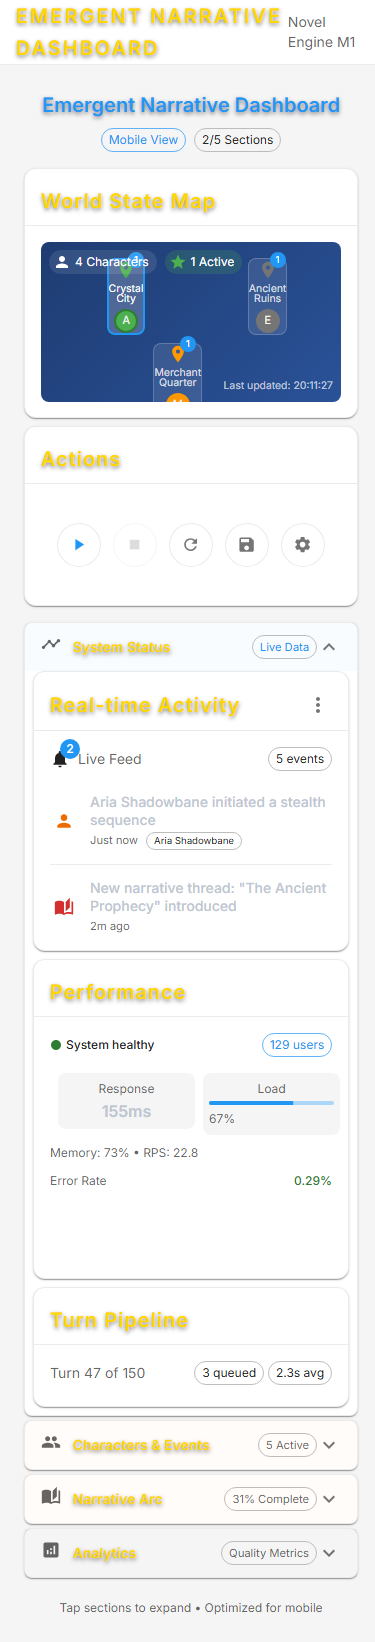 EMERGENT NARRATIVE
DASHBOARD
Novel
Engine M1
Emergent Narrative Dashboard
Mobile View
2/5 Sections
World State Map
4 Characters
1 Active
1
1
Crystal
City
Ancient
Ruins
A
E
1
Merchant
Quarter
Last updated: 20:11:27
Actions
System Status
Live Data
Real-time Activity
2
Live Feed
5 events
Aria Shadowbane initiated a stealth
sequence
Just now
Aria Shadowbane
New narrative thread: "The Ancient
Prophecy" introduced
2m ago
Performance
System healthy
129 users
Response
155ms
Load
67%
Memory: 73% • RPS: 22.8
Error Rate
0.29%
Turn Pipeline
Turn 47 of 150
3 queued
2.3s avg
Characters & Events
5 Active
Narrative Arc
31% Complete
Analytics
Quality Metrics
Tap sections to expand • Optimized for mobile